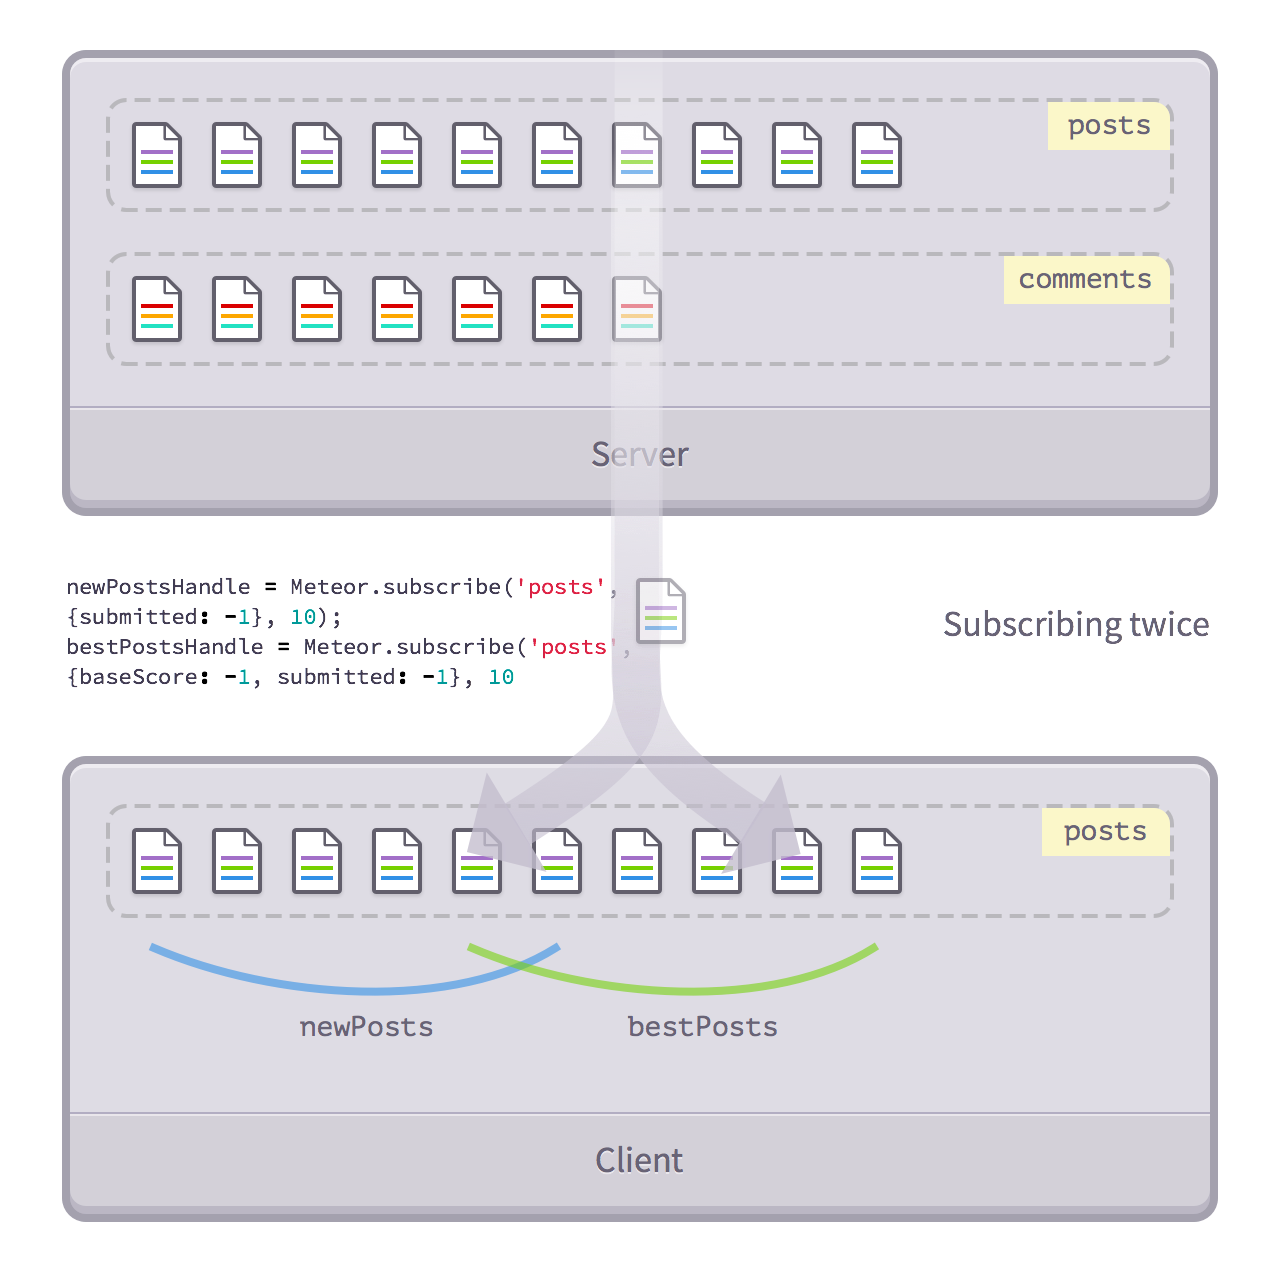 posts
comments
Server
newPostsHandle = Meteor.subscribe('posts',
{submitted: -1}, 10);
bestPostsHandle = Meteor.subscribe('posts',
{baseScore: -1, submitted: -1}, 10
Subscribing twice
posts
newPosts
bestPosts
Client